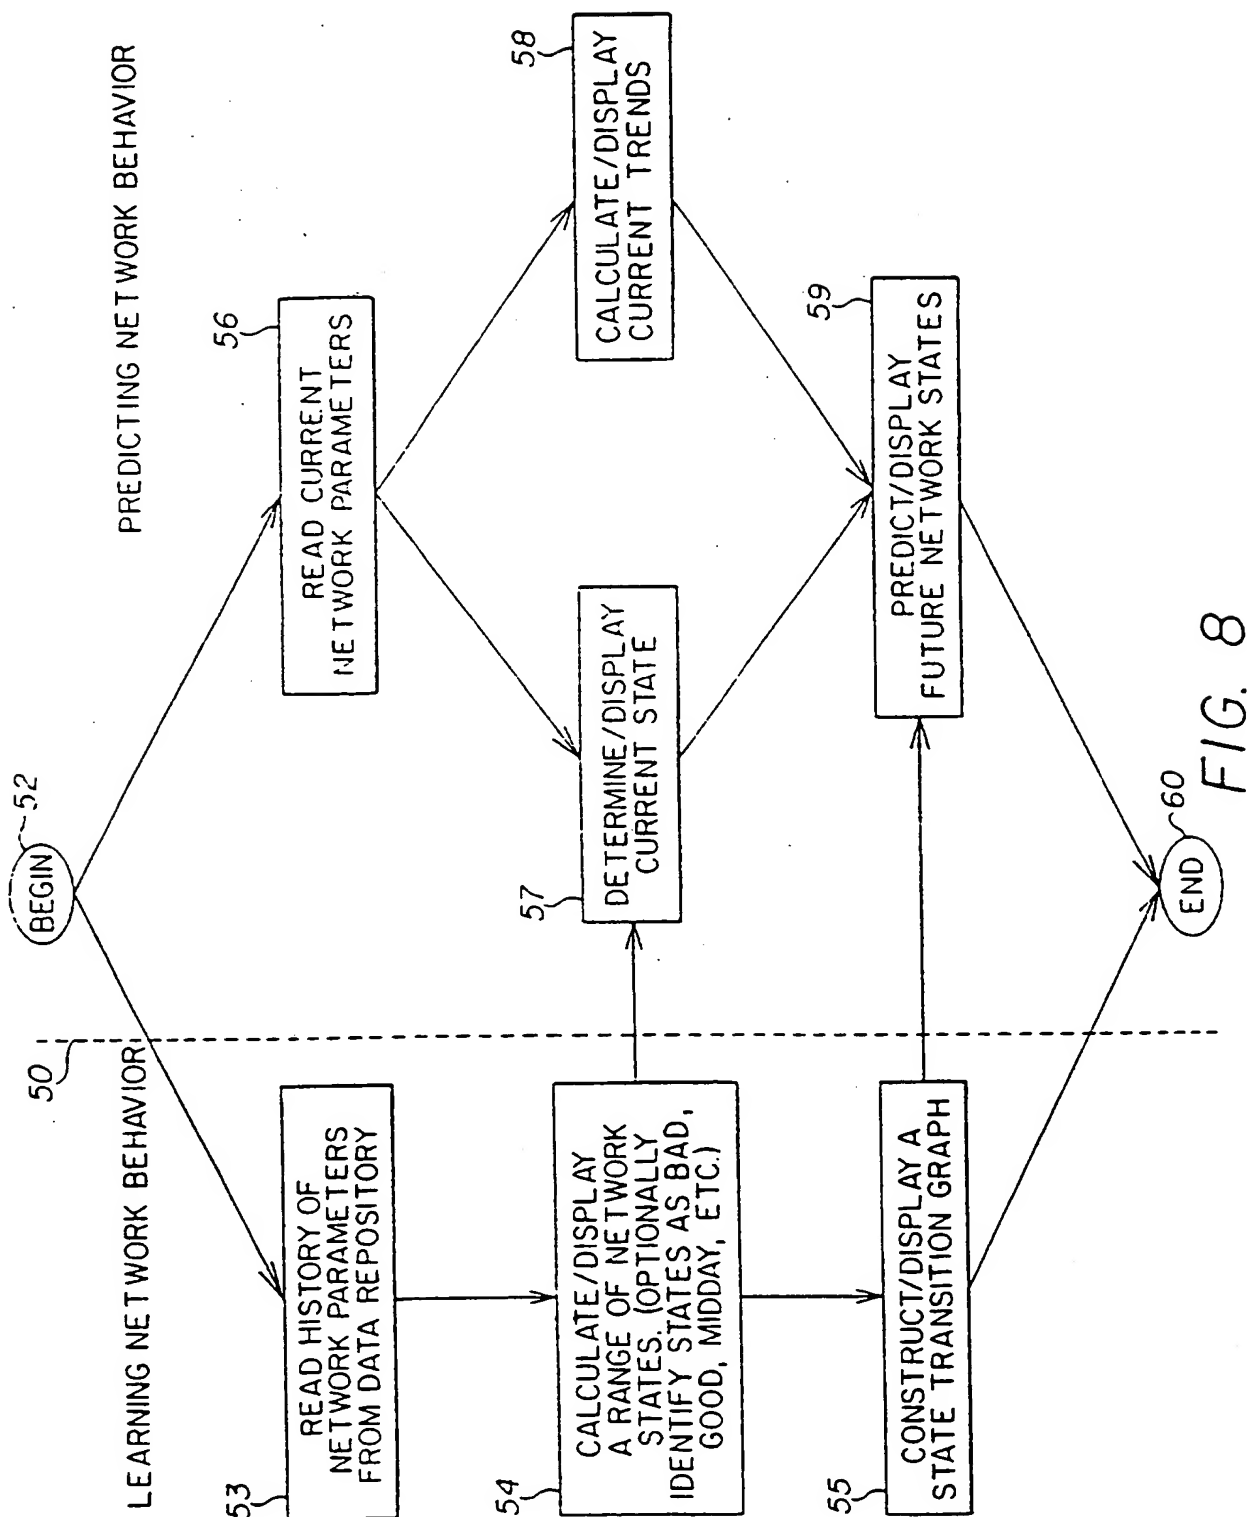 LEARNING NETWORK BEHAVIOR
50
PREDICTING NETWORK BEHAVIOR
BEGIN
52
53
READ HISTORY OF
NETWORK PARAMETERS
FROM DATA REPOSITORY
54
CALCULATE/DISPLAY
A RANGE OF NETWORK
STATES. (OPTIONALLY
IDENTIFY STATES AS BAD,
GOOD, MIDDAY, ETC.)
55
CONSTRUCT/DISPLAY A
STATE TRANSITION GRAPH
56
READ CURRENT
NETWORK PARAMETERS
57
DETERMINE/DISPLAY
CURRENT STATE
58
CALCULATE/DISPLAY
CURRENT TRENDS
59
PREDICT/DISPLAY
FUTURE NETWORK STATES
END
60
FIG. 8